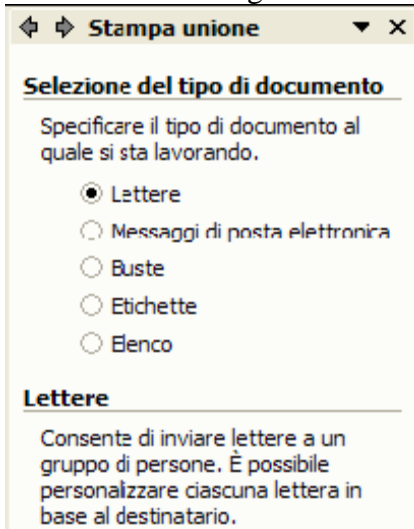 Stampa unione
Selezione del tipo di documento
Specificare il tipo di documento al
quale si sta lavorando.
Lettere
Messaggi di posta elettronica
Buste
Etichette
Elenco
Lettere
Consente di inviare lettere a un
gruppo di persone. È possibile
personalizzare ciascuna lettera in
base al destinatario.